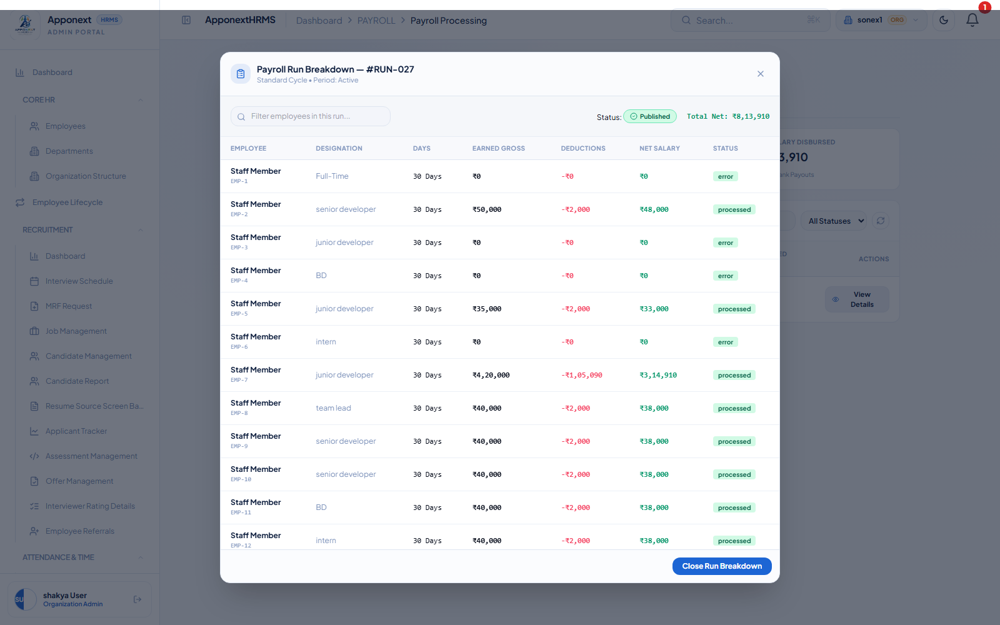 Apponext HRMS
ADMIN PORTAL
ApponextHRMS
Dashboard > PAYROLL > Payroll Processing
Search... ⌘K
sonex1 ORG
1
Dashboard
CORE HR
Employees
Departments
Organization Structure
Employee Lifecycle
RECRUITMENT
Dashboard
Interview Schedule
MRF Request
Job Management
Candidate Management
Candidate Report
Resume Source Screen Ba...
Applicant Tracker
Assessment Management
Offer Management
Interviewer Rating Details
Employee Referrals
ATTENDANCE & TIME
SU
shakya User
Organization Admin
Payroll Run Breakdown — #RUN-027
Standard Cycle • Period: Active
Filter employees in this run...
Status: Published Total Net: ₹8,13,910
EMPLOYEE DESIGNATION DAYS EARNED GROSS DEDUCTIONS NET SALARY STATUS
Staff Member
EMP-1 Full-Time 30 Days ₹0 -₹0 ₹0 error
Staff Member
EMP-2 senior developer 30 Days ₹50,000 -₹2,000 ₹48,000 processed
Staff Member
EMP-3 junior developer 30 Days ₹0 -₹0 ₹0 error
Staff Member
EMP-4 BD 30 Days ₹0 -₹0 ₹0 error
Staff Member
EMP-5 junior developer 30 Days ₹35,000 -₹2,000 ₹33,000 processed
Staff Member
EMP-6 intern 30 Days ₹0 -₹0 ₹0 error
Staff Member
EMP-7 junior developer 30 Days ₹4,20,000 -₹1,05,090 ₹3,14,910 processed
Staff Member
EMP-8 team lead 30 Days ₹40,000 -₹2,000 ₹38,000 processed
Staff Member
EMP-9 senior developer 30 Days ₹40,000 -₹2,000 ₹38,000 processed
Staff Member
EMP-10 senior developer 30 Days ₹40,000 -₹2,000 ₹38,000 processed
Staff Member
EMP-11 BD 30 Days ₹40,000 -₹2,000 ₹38,000 processed
Staff Member
EMP-12 intern 30 Days ₹40,000 -₹2,000 ₹38,000 processed
Close Run Breakdown
LARY DISBURSED
3,910
ank Payouts
All Statuses
ED ACTIONS
View
Details